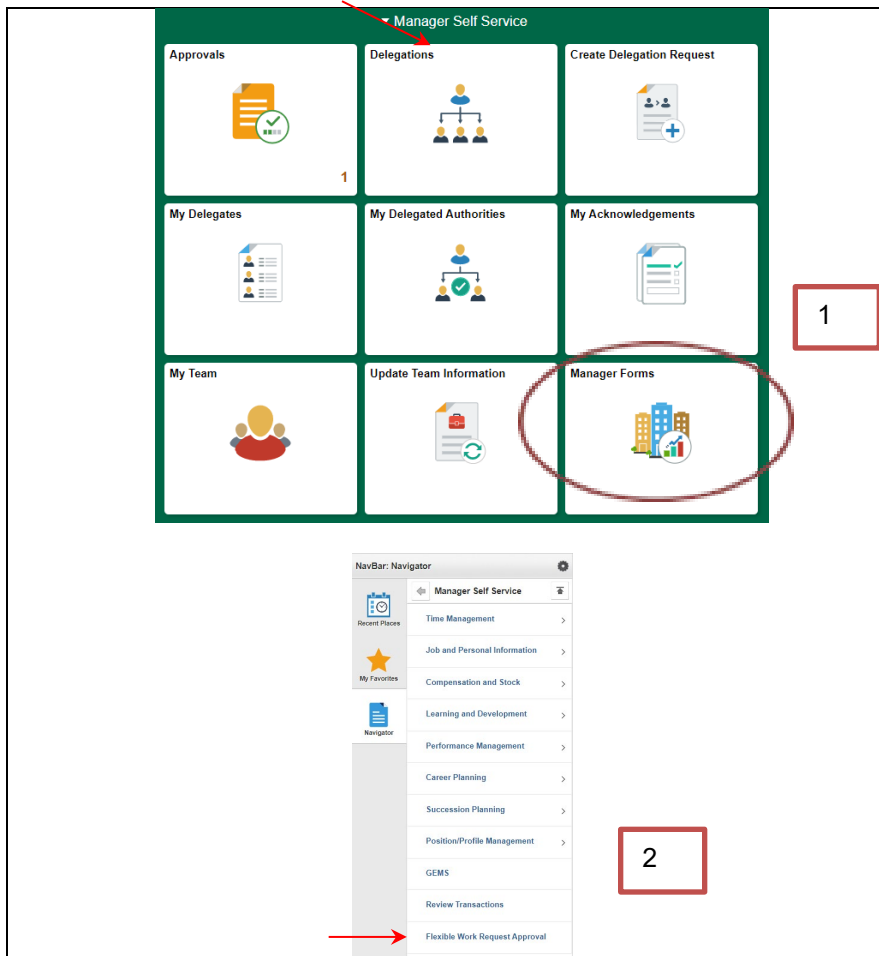 Manager Self Service
Approvals
Delegations
Create Delegation Request
1
My Delegates
My Delegated Authorities
My Acknowledgements
1
My Team
Update Team Information
Manager Forms
NavBar: Navigator
Manager Self Service
Recent Places
Time Management
Job and Personal Information
My Favorites
Compensation and Stock
Learning and Development
Navigator
Performance Management
Career Planning
Succession Planning
Position/Profile Management
2
GEMS
Review Transactions
Flexible Work Request Approval